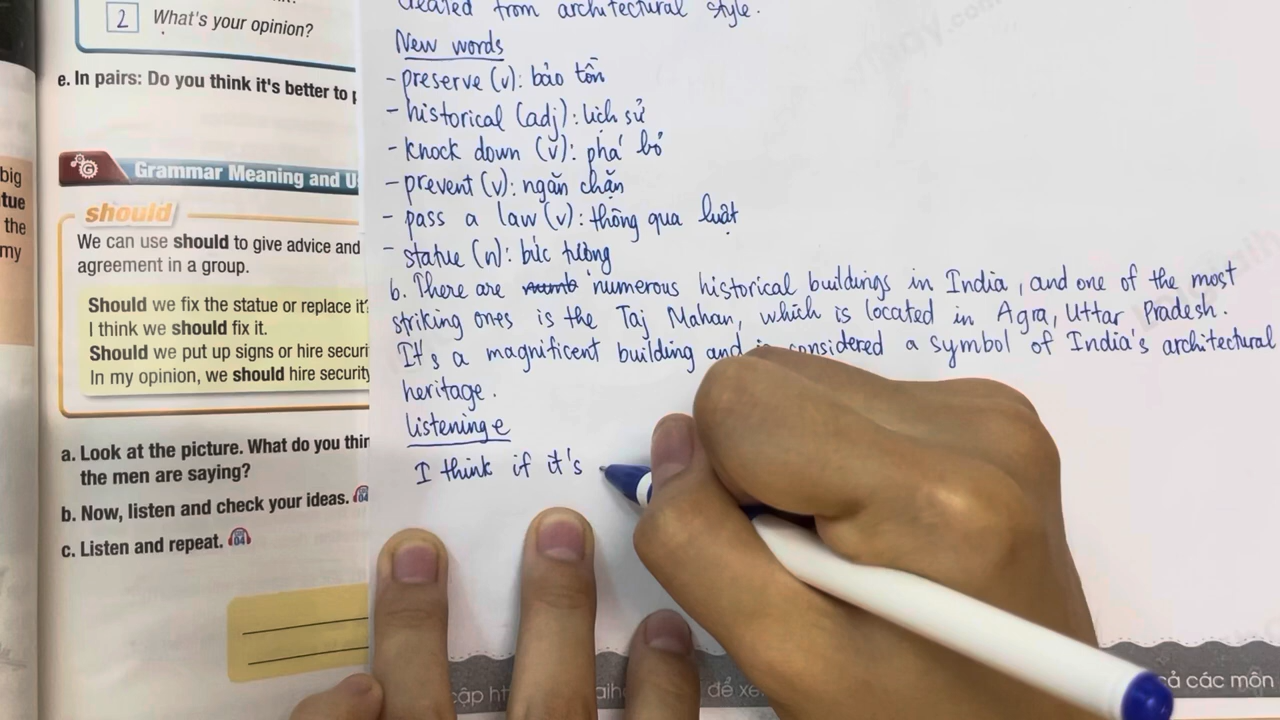 2 What's your opinion?
e. In pairs: Do you think it's better to
Grammar Meaning and U
should
We can use should to give advice and
agreement in a group.
Should we fix the statue or replace it?
I think we should fix it.
Should we put up signs or hire securi
In my opinion, we should hire security
a. Look at the picture. What do you thin
the men are saying?
b. Now, listen and check your ideas.
c. Listen and repeat.
big
tue
the
my
created from architectural style.
New words
- preserve (v): bảo tồn
- historical (adj): lịch sử
- knock down (v): phá bỏ
- prevent (v): ngăn chặn
- pass a law (v): thông qua luật
- statue (n): bức tượng
b. There are numb numerous historical buildings in India, and one of the most
striking ones is the Taj Mahan, which is located in Agra, Uttar Pradesh.
It's a magnificent building and is considered a symbol of India's architectural
heritage.
listening e
I think if it's
để xe
cả các môn